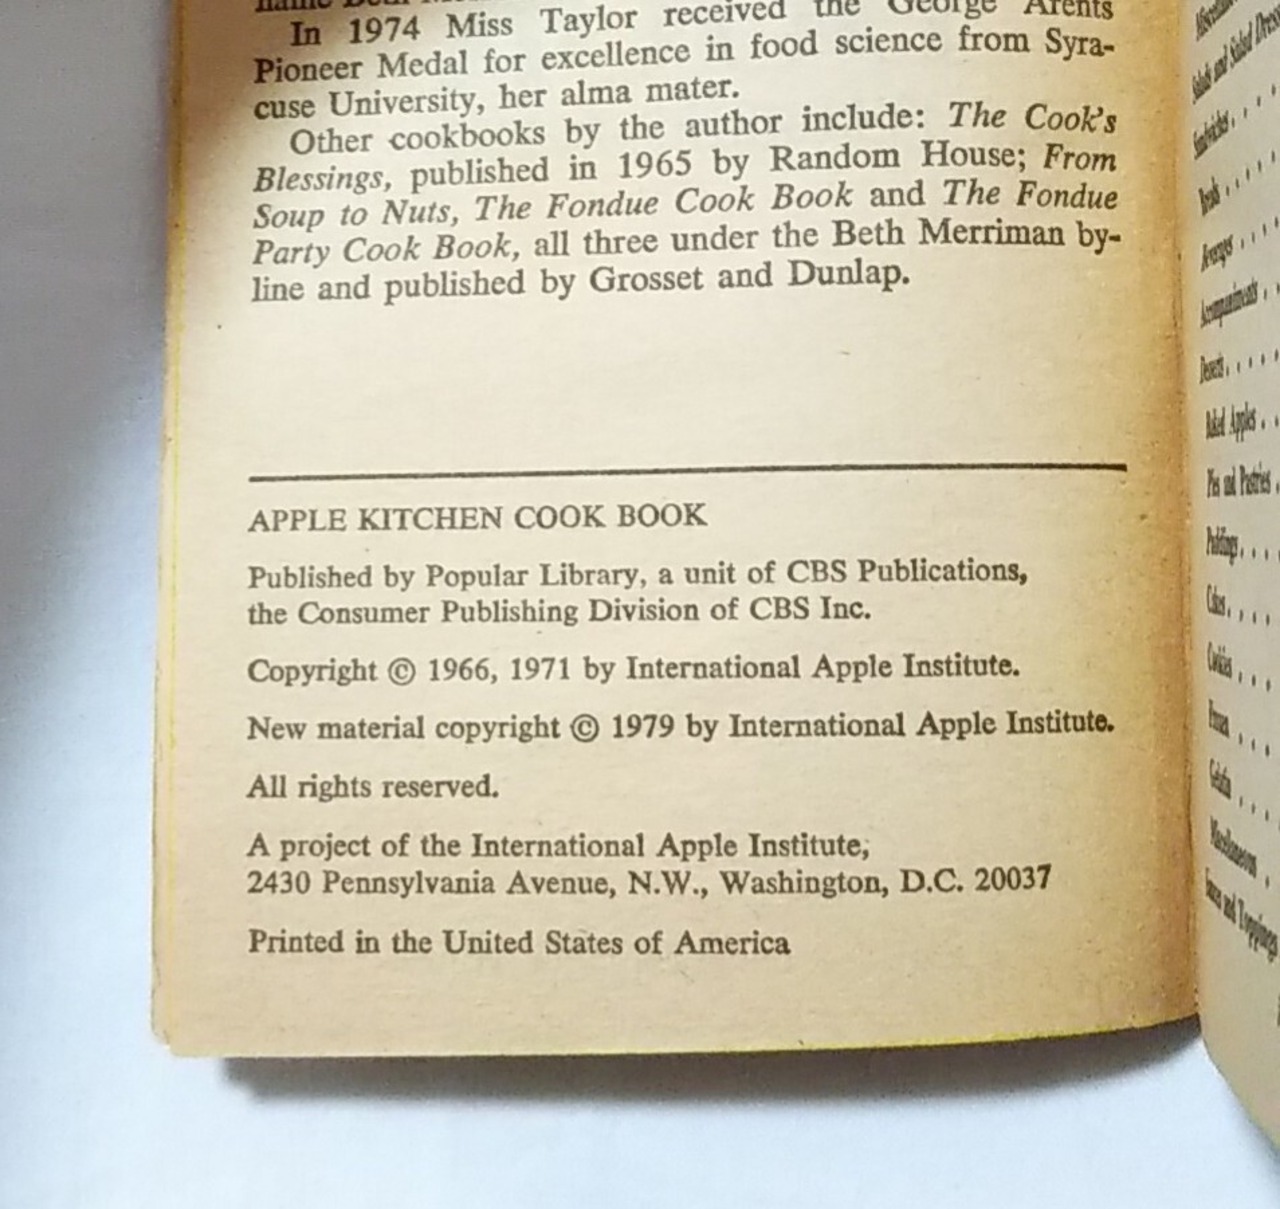 In 1974 Miss Taylor received the George Arents
Pioneer Medal for excellence in food science from Syra-
cuse University, her alma mater.
Other cookbooks by the author include: The Cook's
Blessings, published in 1965 by Random House; From
Soup to Nuts, The Fondue Cook Book and The Fondue
Party Cook Book, all three under the Beth Merriman by-
line and published by Grosset and Dunlap.
APPLE KITCHEN COOK BOOK
Published by Popular Library, a unit of CBS Publications,
the Consumer Publishing Division of CBS Inc.
Copyright © 1966, 1971 by International Apple Institute.
New material copyright © 1979 by International Apple Institute.
All rights reserved.
A project of the International Apple Institute,
2430 Pennsylvania Avenue, N.W., Washington, D.C. 20037
Printed in the United States of America
Salads and Salad
Sandwiches . . . .
Breads . . . . .
Beverages . . . .
Accompaniments . .
Desserts . . . . .
Baked Apples . .
Pies and Pastries .
Puddings . . . .
Cakes . . . .
Cookies . . . .
Frozen . . .
Gelatin . . . .
Miscellaneous .
Sauces and Toppings